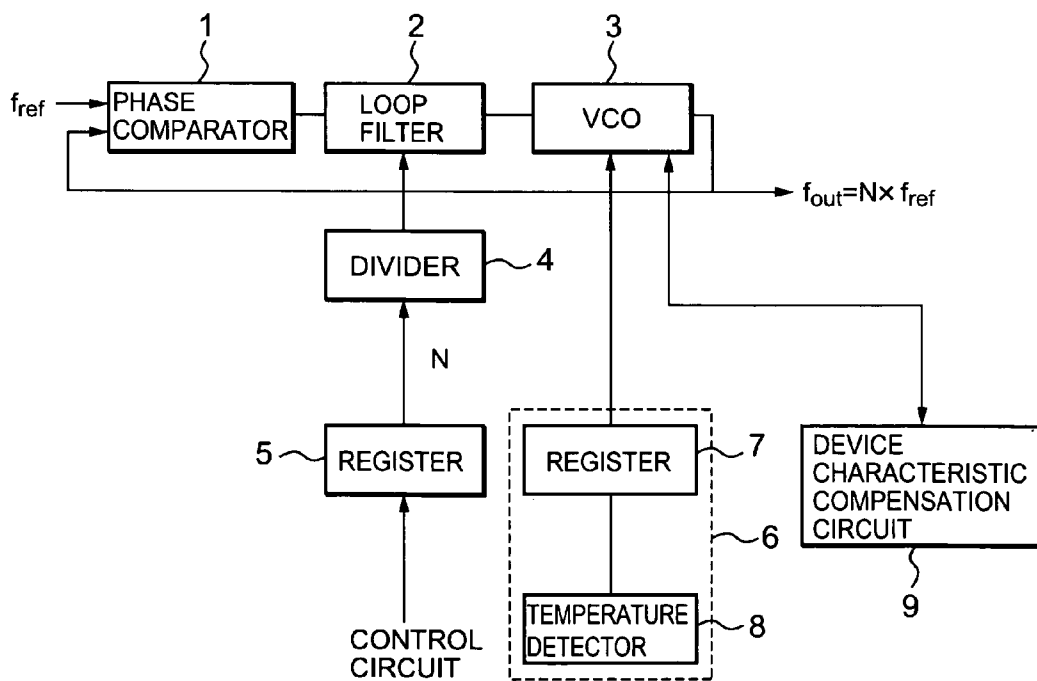 1
2
3
f_ref
PHASE
COMPARATOR
LOOP
FILTER
VCO
f_out=N× f_ref
DIVIDER
4
N
5
REGISTER
REGISTER
7
DEVICE
CHARACTERISTIC
COMPENSATION
CIRCUIT
6
9
TEMPERATURE
DETECTOR
8
CONTROL
CIRCUIT